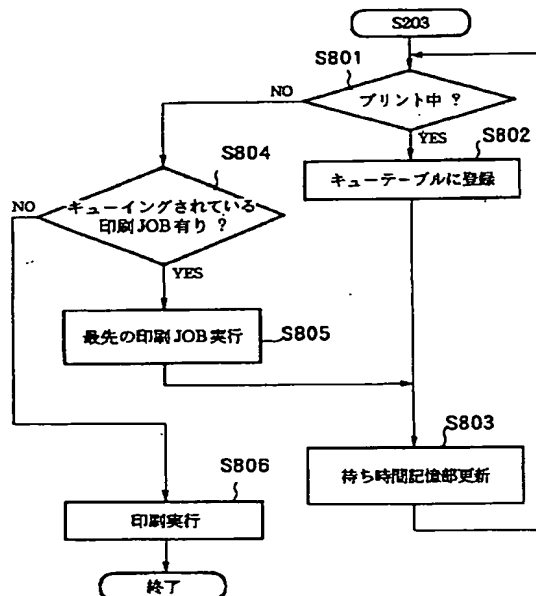 S203
S801
NO
プリント中 ?
YES
S802
キューテーブルに登録
S804
NO
キューイングされている
印刷JOB有り ?
YES
最先の印刷JOB実行
S805
S803
待ち時間記憶部更新
S806
印刷実行
終了